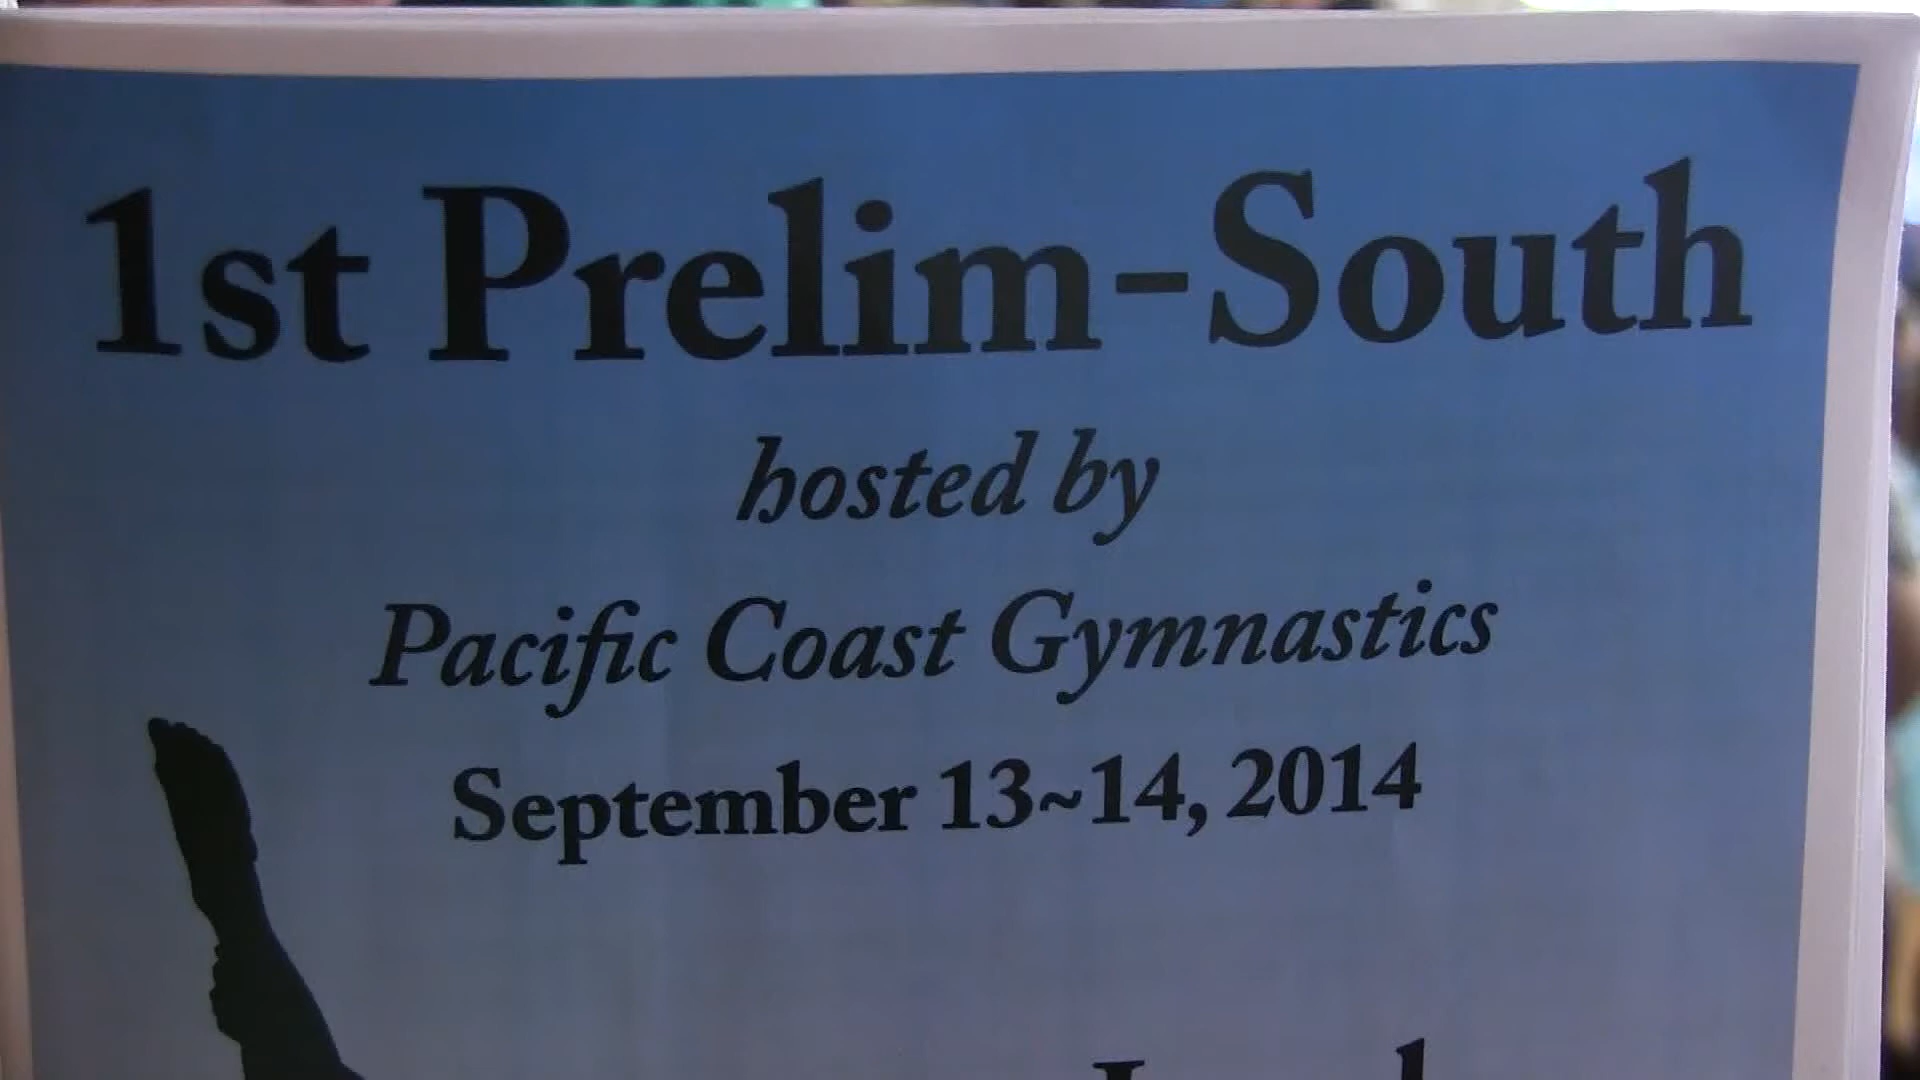 1st Prelim-South
hosted by
Pacific Coast Gymnastics
September 13~14, 2014